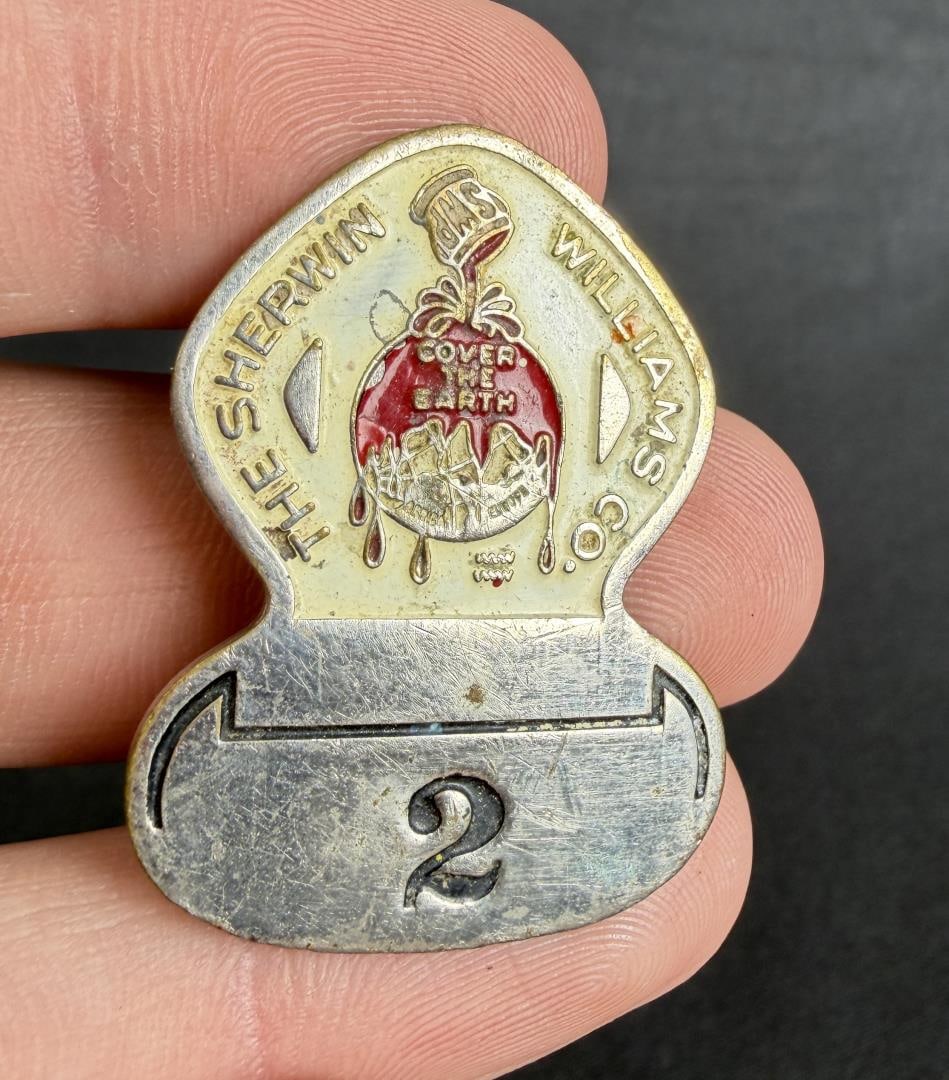 THE SHERWIN WILLIAMS CO.
SWP
COVER
THE
EARTH
2